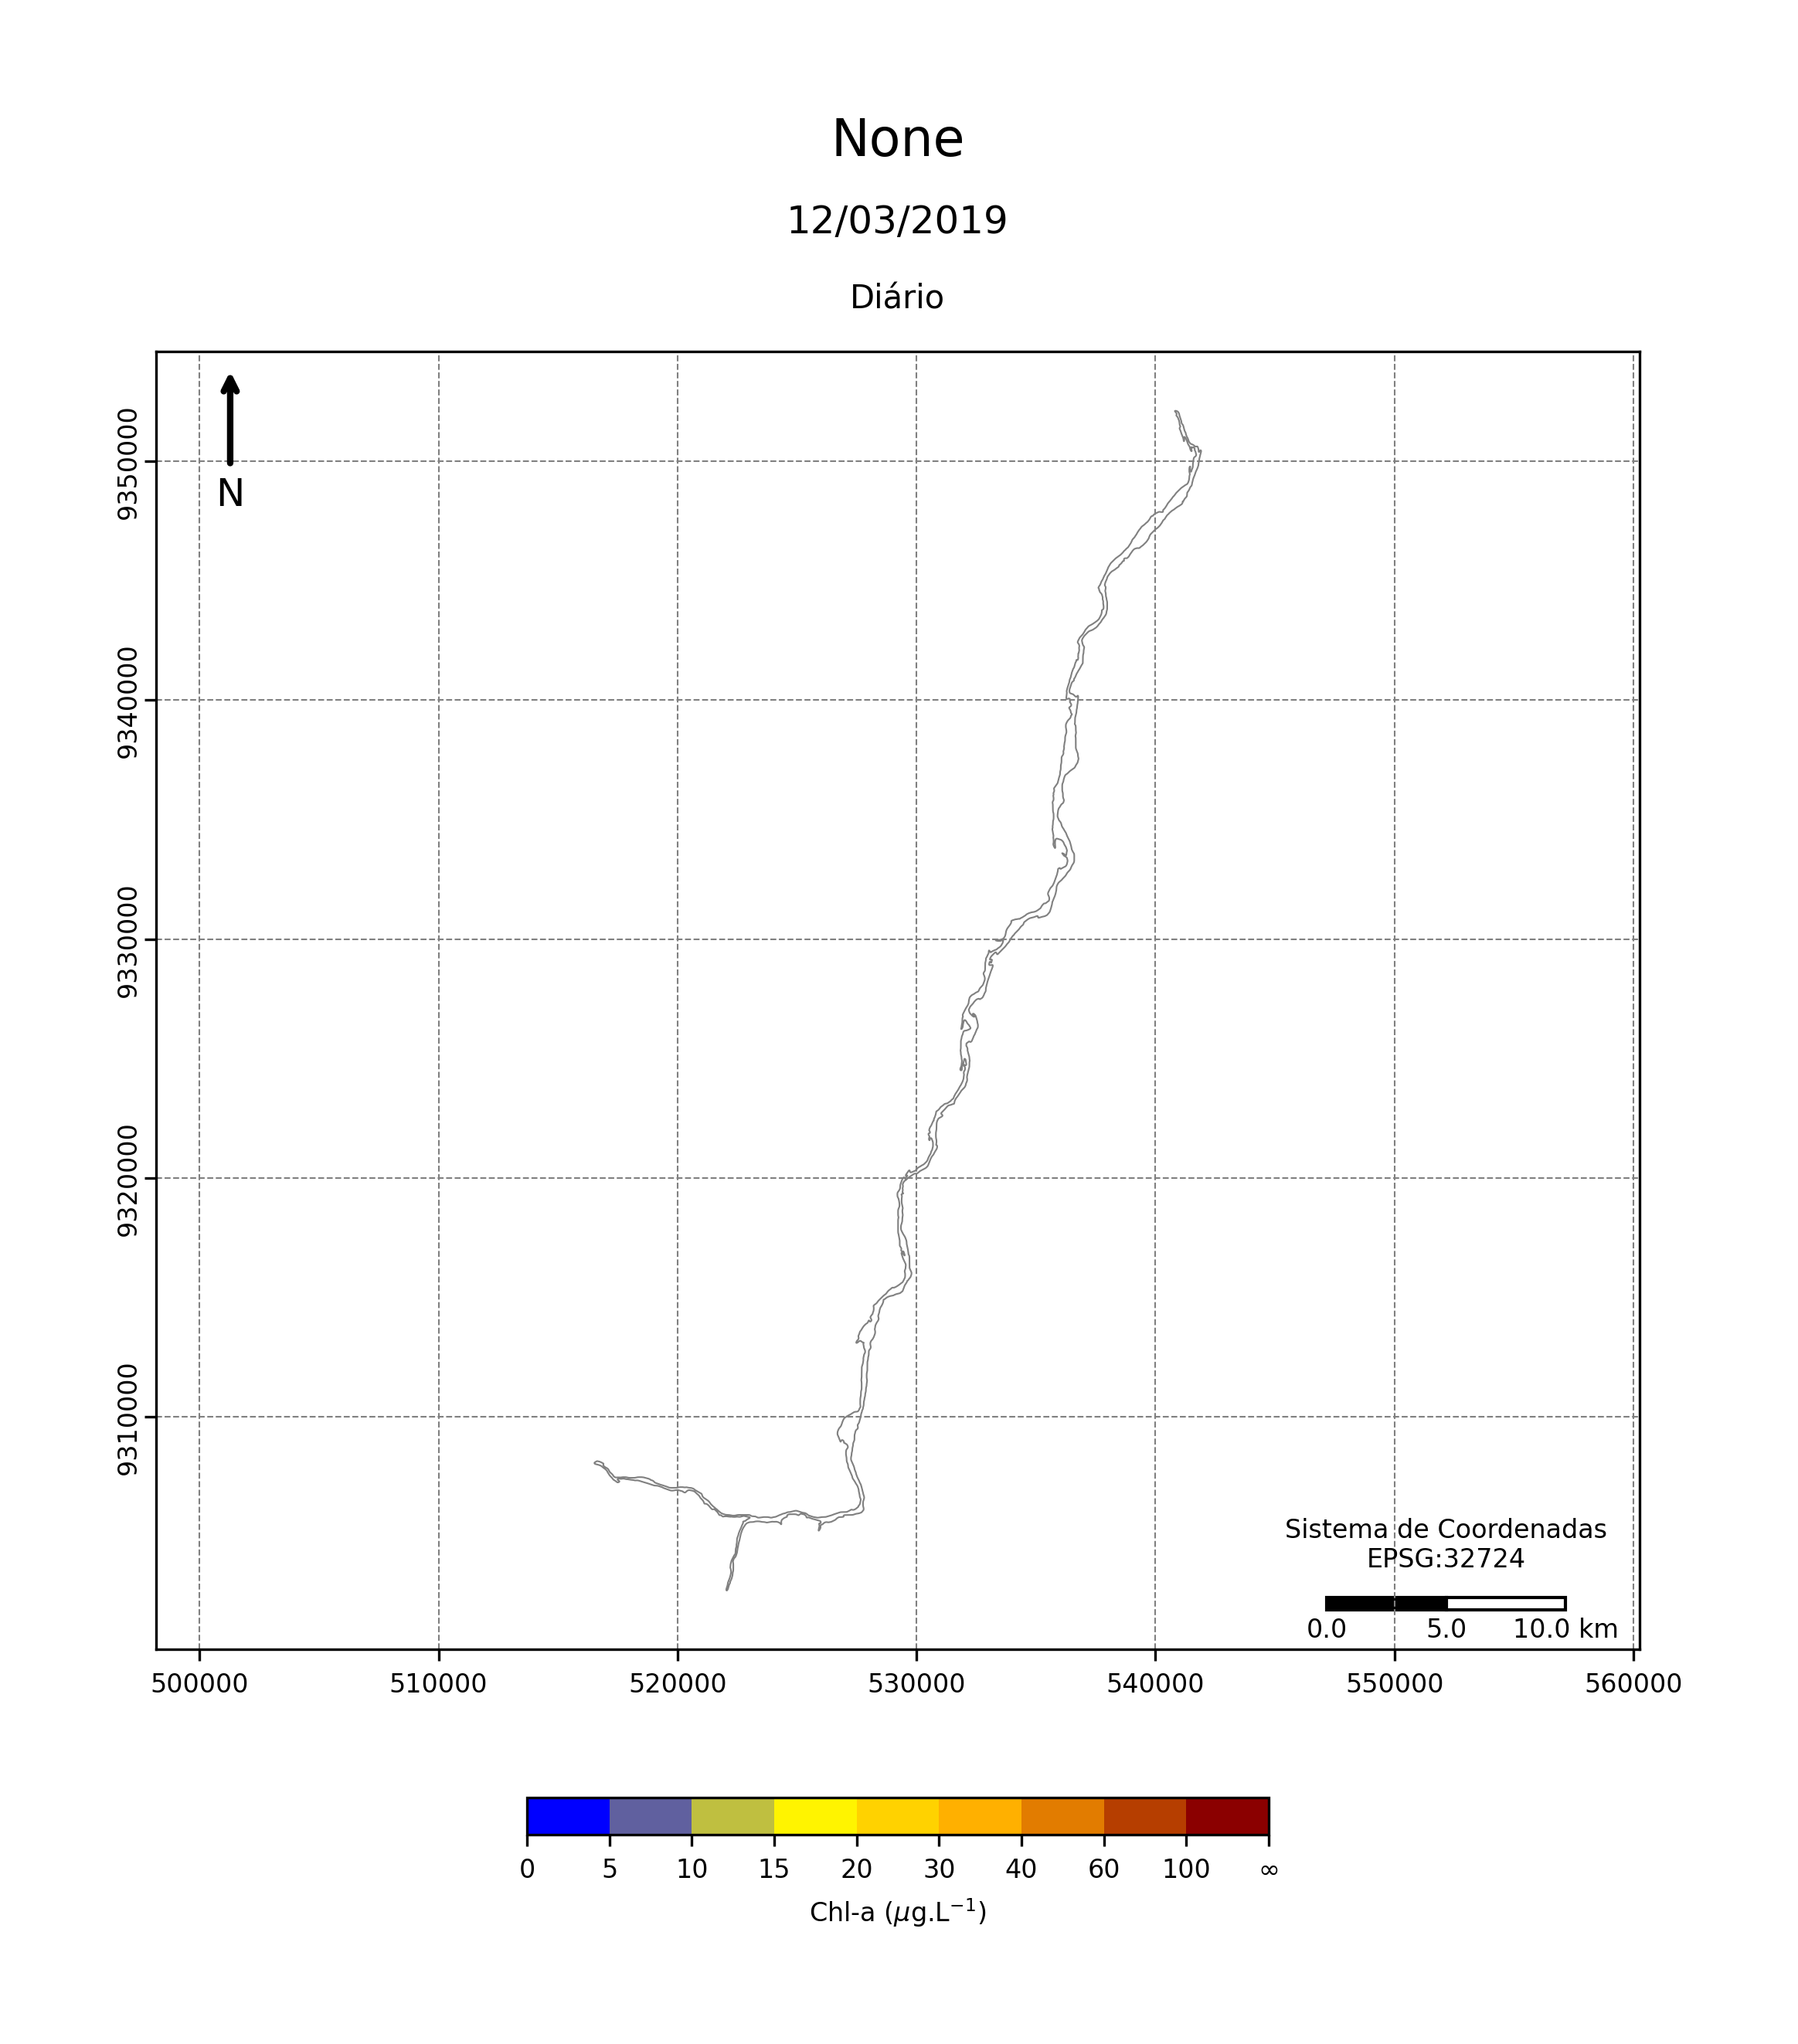 None
12/03/2019
Diário
N
9350000
9340000
9330000
9320000
9310000
Sistema de Coordenadas
EPSG:32724
0.0 5.0 10.0 km
500000 510000 520000 530000 540000 550000 560000
0 5 10 15 20 30 40 60 100 ∞
Chl-a (μg.L⁻¹)